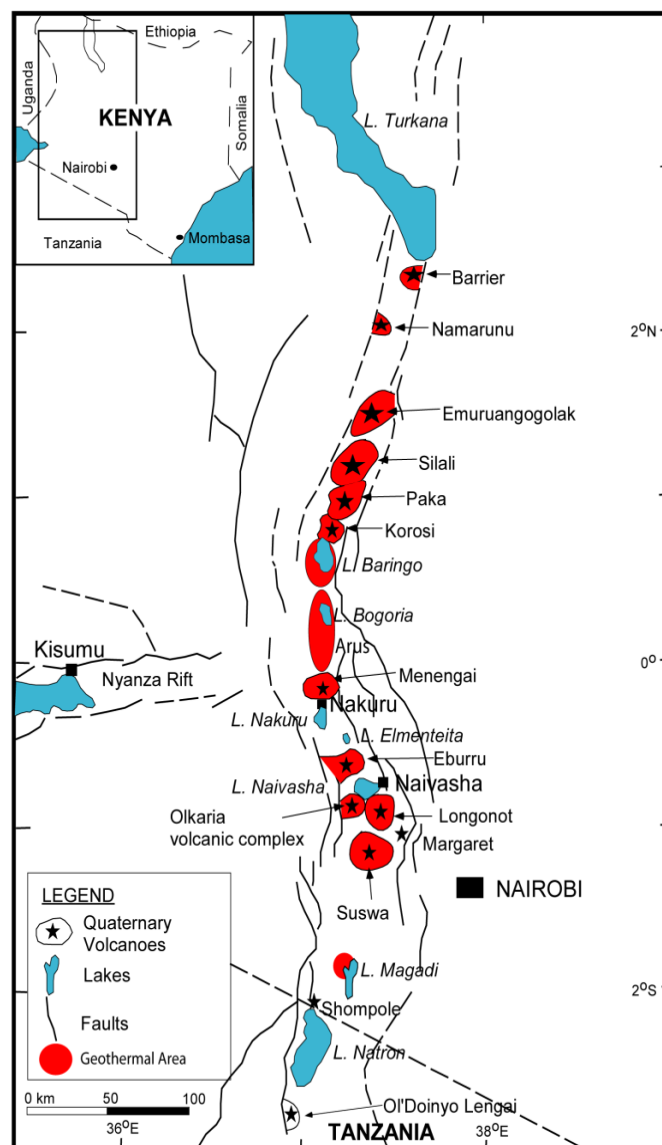 Ethiopia
Uganda
KENYA
Somalia
Nairobi
Tanzania
Mombasa
L. Turkana
Barrier
Namarunu
2ºN
Emuruangogolak
Silali
Paka
Korosi
L. Baringo
L. Bogoria
Arus
Kisumu
Nyanza Rift
0º
Menengai
Nakuru
L. Nakuru
L. Elmenteita
Eburru
L. Naivasha
Naivasha
Olkaria
volcanic complex
Longonot
Margaret
Suswa
NAIROBI
LEGEND
Quaternary
Volcanoes
Lakes
Faults
Geothermal Area
0 km 50 100
L. Magadi
2ºS
Shompole
L. Natron
Ol'Doinyo Lengai
TANZANIA
36ºE
38ºE